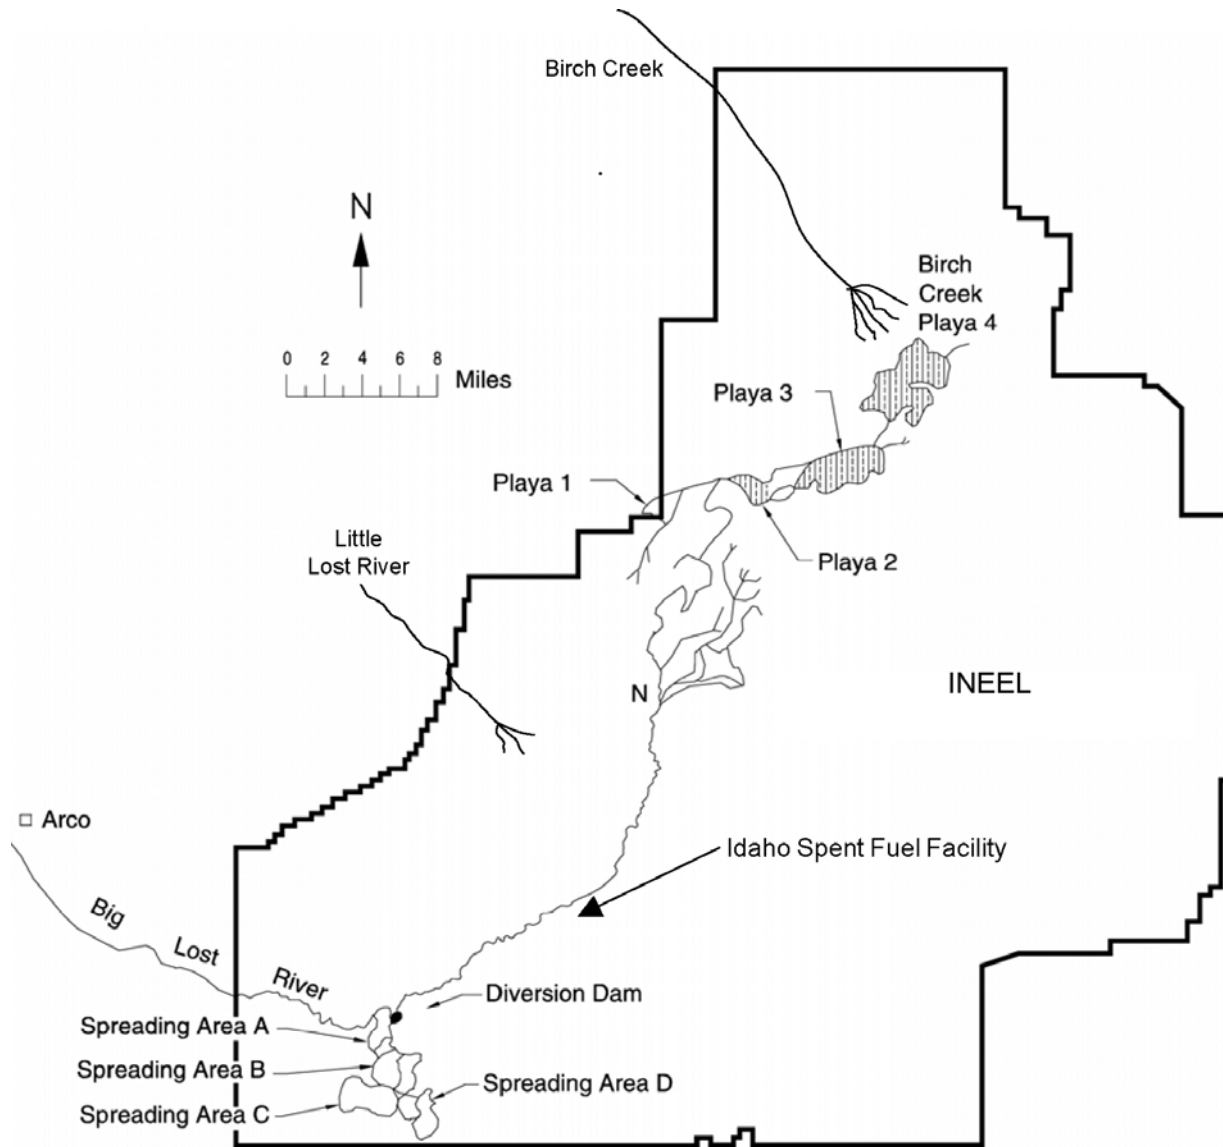 Birch Creek
N
Birch
Creek
Playa 4
0 2 4 6 8
Miles
Playa 3
Playa 1
Little
Lost River
Playa 2
N
INEEL
Arco
Idaho Spent Fuel Facility
Big Lost River
Diversion Dam
Spreading Area A
Spreading Area B
Spreading Area D
Spreading Area C